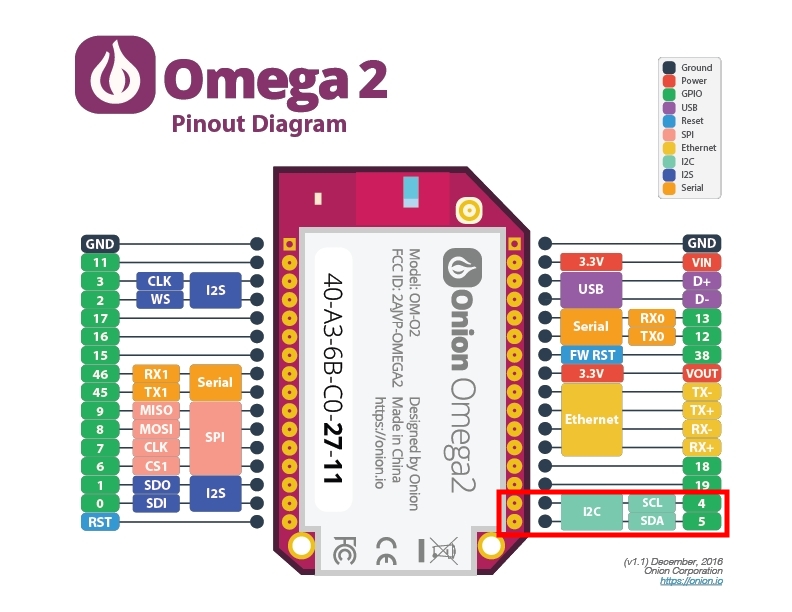 Omega 2
Pinout Diagram
Ground
Power
GPIO
USB
Reset
SPI
Ethernet
I2C
I2S
Serial
GND
11
3 CLK I2S
2 WS
17
16
15
46 RX1 Serial
45 TX1
9 MISO SPI
8 MOSI
7 CLK
6 CS1
1 SDO I2S
0 SDI
RST
40-A3-6B-C0-27-11
Model: OM-O2
FCC ID: 2AJVP-OMEGA2
Designed by Onion
Made in China
https://onion.io
Onion Omega2
FC
CE
GND
3.3V VIN
USB D+
D-
Serial RX0 13
TX0 12
FW RST 38
3.3V VOUT
Ethernet TX-
TX+
RX-
RX+
18
19
I2C SCL 4
SDA 5
(v1.1) December, 2016
Onion Corporation
https://onion.io